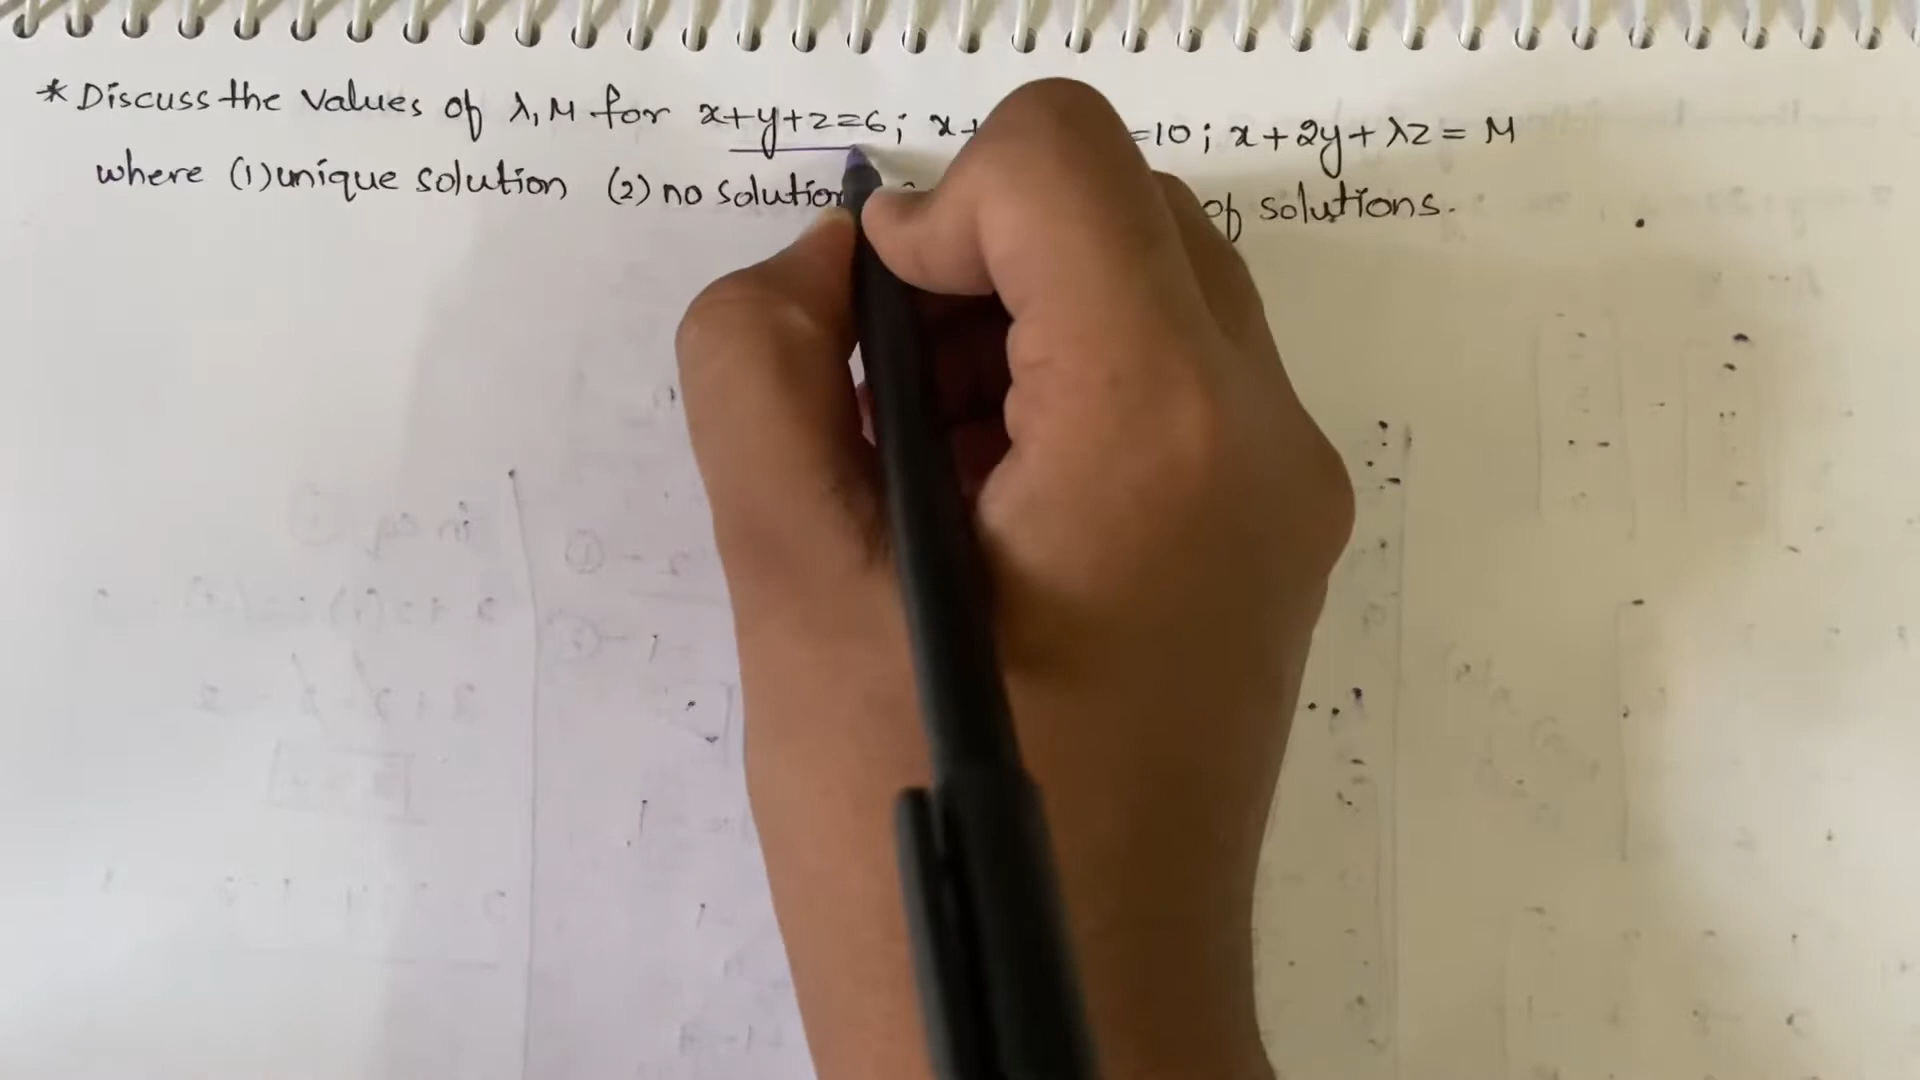 *Discuss the values of λ, M for x+y+z=6; x+ =10; x+2y+λz = M
where (1) unique solution (2) no solution of solutions.